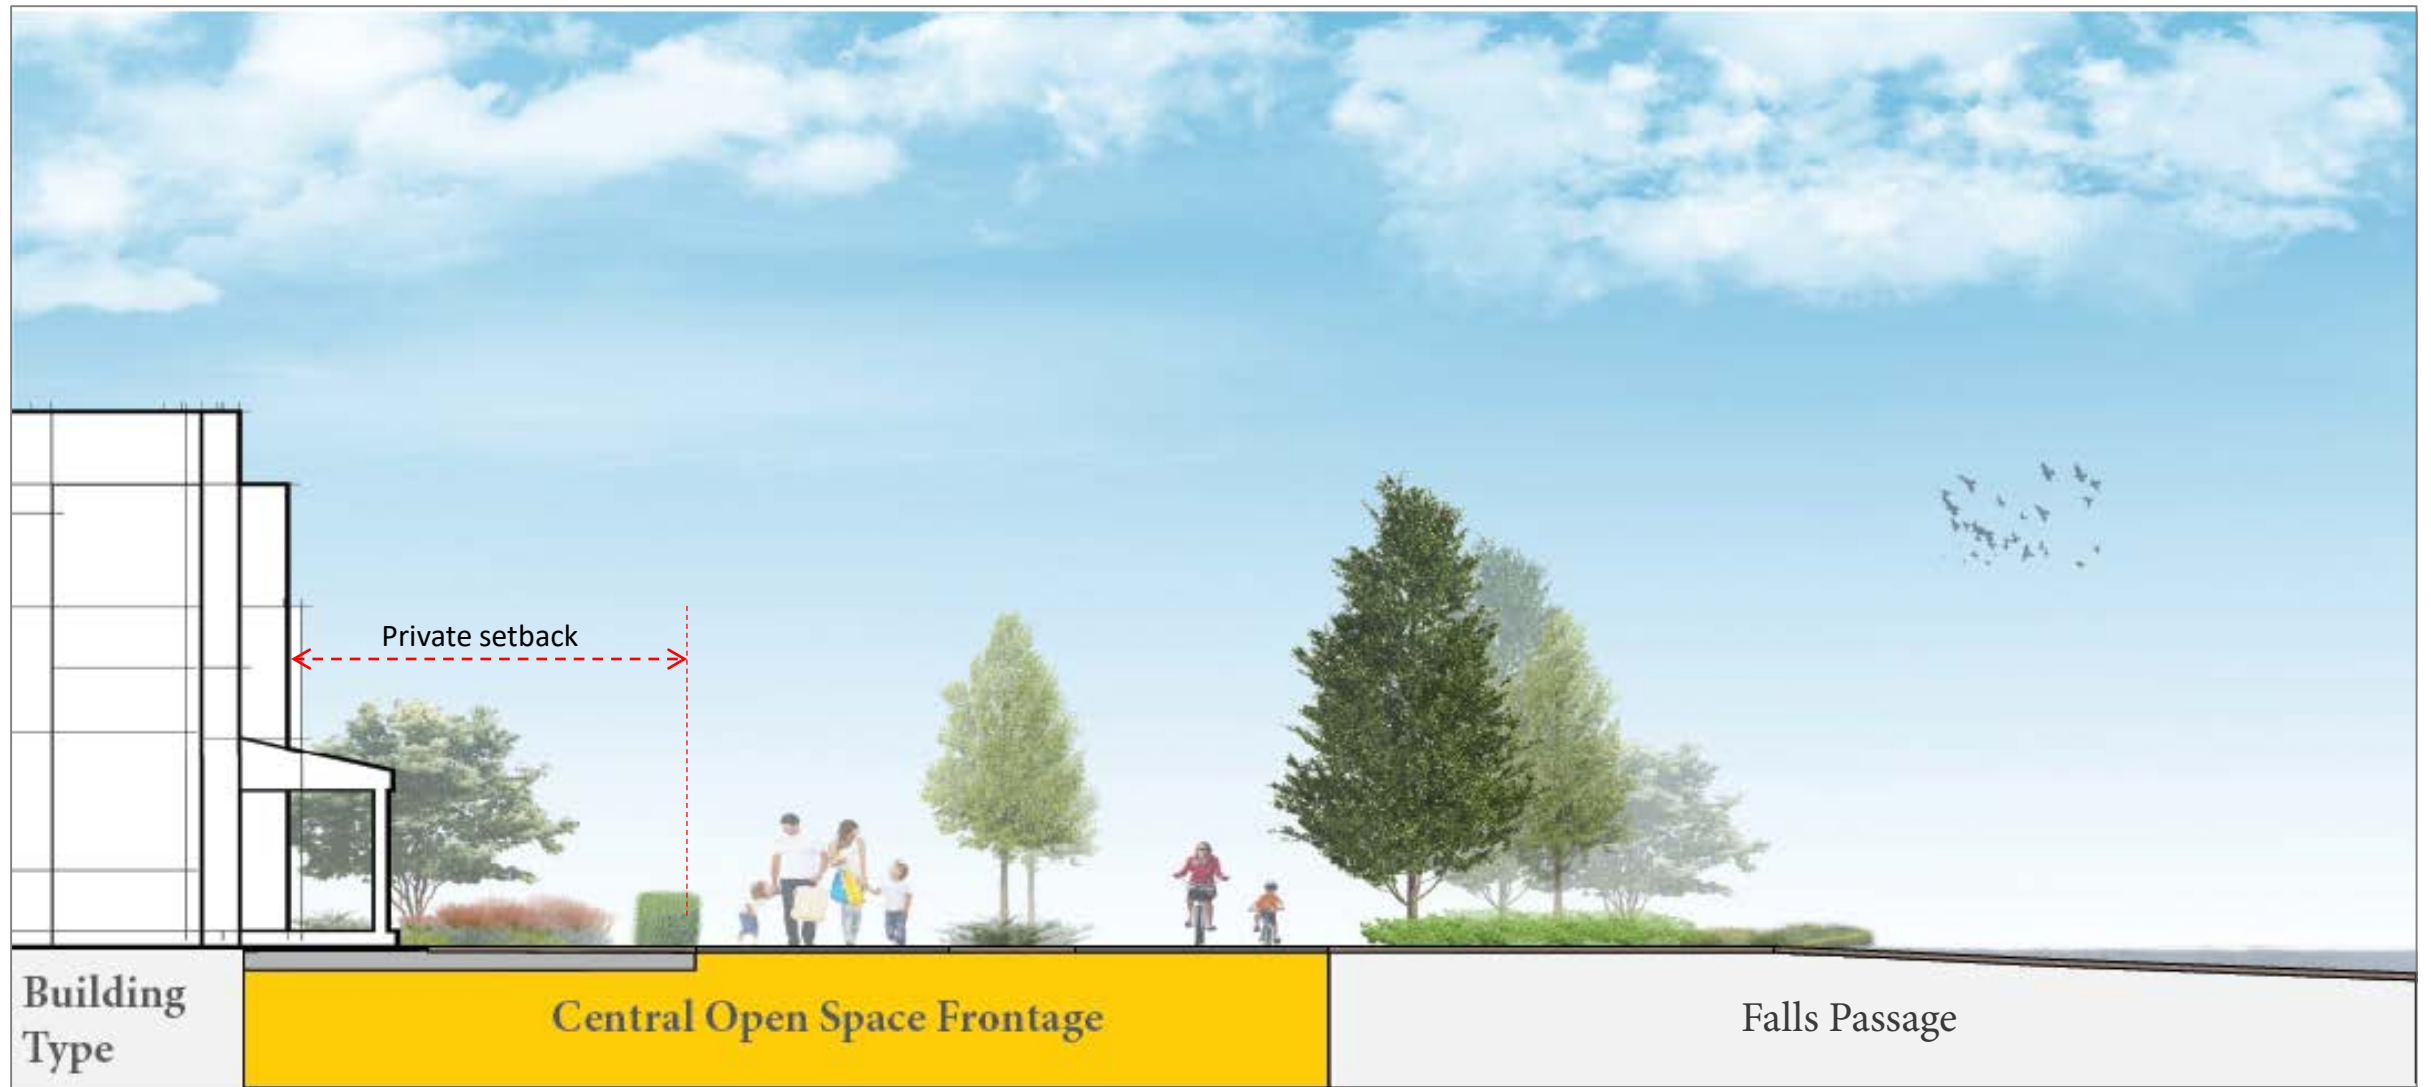 Private setback
Building
Type
Central Open Space Frontage
Falls Passage